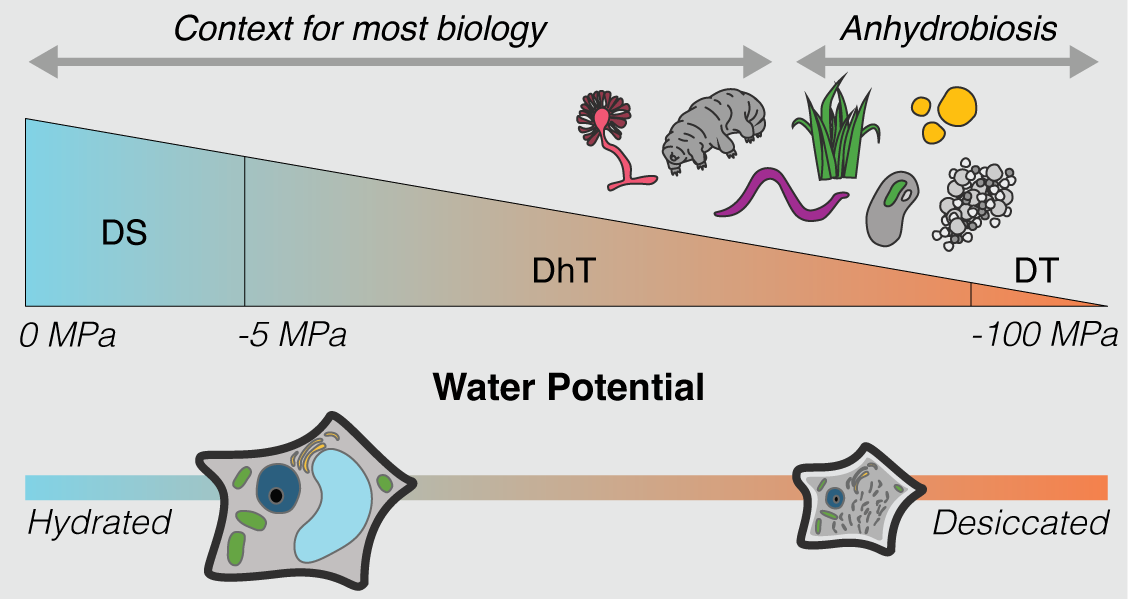 Context for most biology
Anhydrobiosis
DS
DhT
DT
0 MPa
-5 MPa
-100 MPa
Water Potential
Hydrated
Desiccated